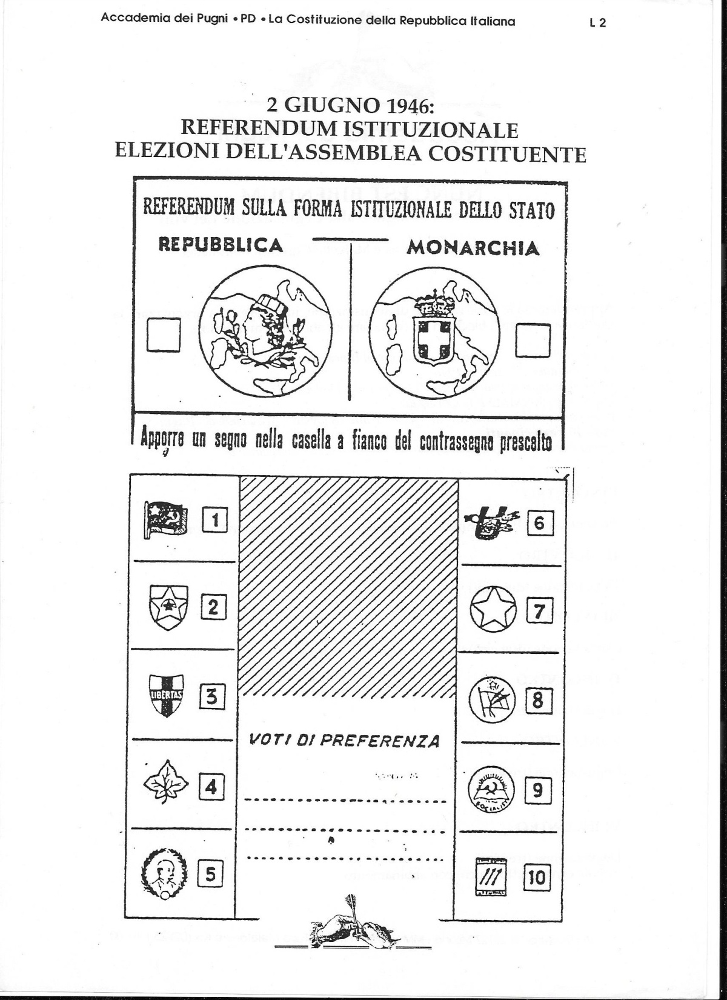 Accademia dei Pugni • PD • La Costituzione della Repubblica Italiana L 2
2 GIUGNO 1946:
REFERENDUM ISTITUZIONALE
ELEZIONI DELL'ASSEMBLEA COSTITUENTE
REFERENDUM SULLA FORMA ISTITUZIONALE DELLO STATO
REPUBBLICA MONARCHIA
Apporre un segno nella casella a fianco del contrassegno prescelto
1
2
LIBERTAS 3
4
5
VOTI DI PREFERENZA
6
7
8
SOCIALISTA 9
10